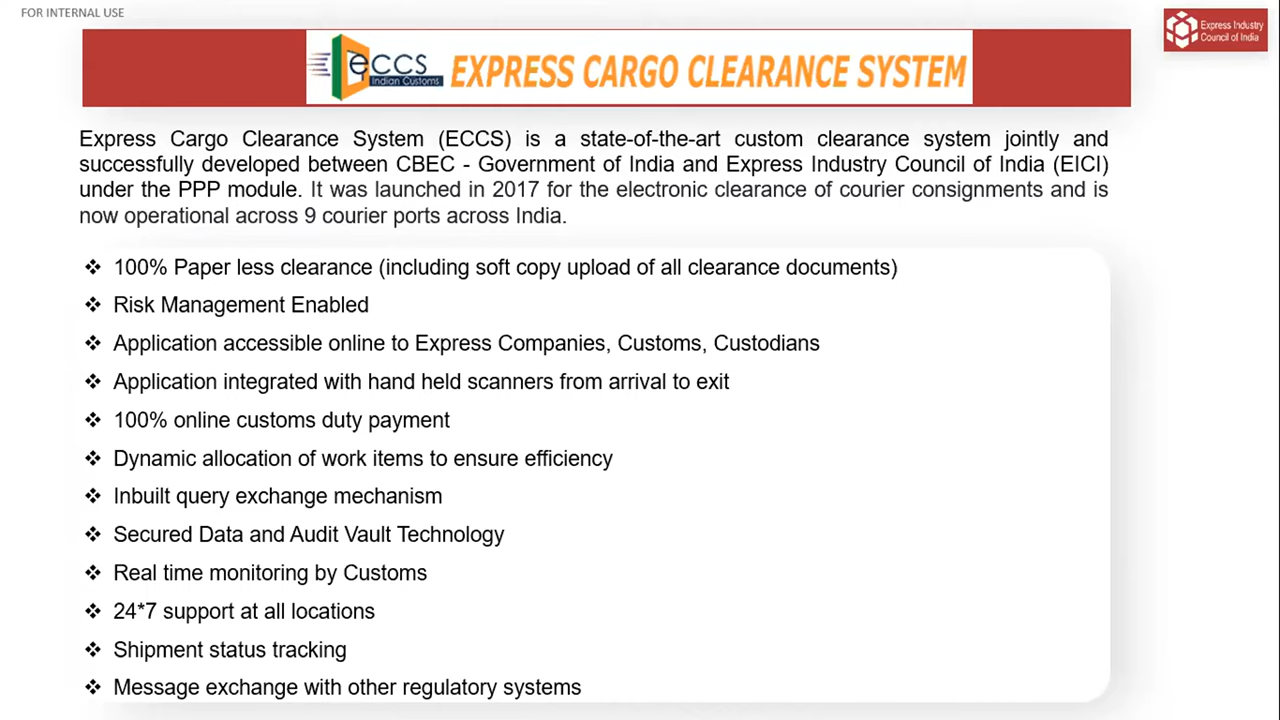 FOR INTERNAL USE
Express Industry
Council of India
eccs
Indian Customs
EXPRESS CARGO CLEARANCE SYSTEM
Express Cargo Clearance System (ECCS) is a state-of-the-art custom clearance system jointly and
successfully developed between CBEC - Government of India and Express Industry Council of India (EICI)
under the PPP module. It was launched in 2017 for the electronic clearance of courier consignments and is
now operational across 9 courier ports across India.
❖ 100% Paper less clearance (including soft copy upload of all clearance documents)
❖ Risk Management Enabled
❖ Application accessible online to Express Companies, Customs, Custodians
❖ Application integrated with hand held scanners from arrival to exit
❖ 100% online customs duty payment
❖ Dynamic allocation of work items to ensure efficiency
❖ Inbuilt query exchange mechanism
❖ Secured Data and Audit Vault Technology
❖ Real time monitoring by Customs
❖ 24*7 support at all locations
❖ Shipment status tracking
❖ Message exchange with other regulatory systems